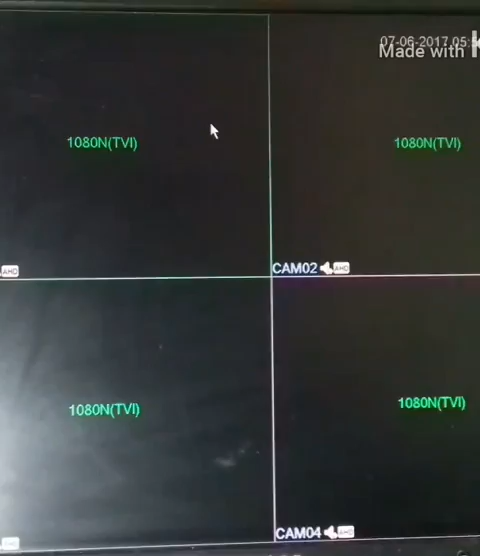 07-06-2017 05:
Made with
1080N(TVI)
1080N(TVI)
AHD
CAM02
AHD
1080N(TVI)
1080N(TVI)
CAM04
AHD